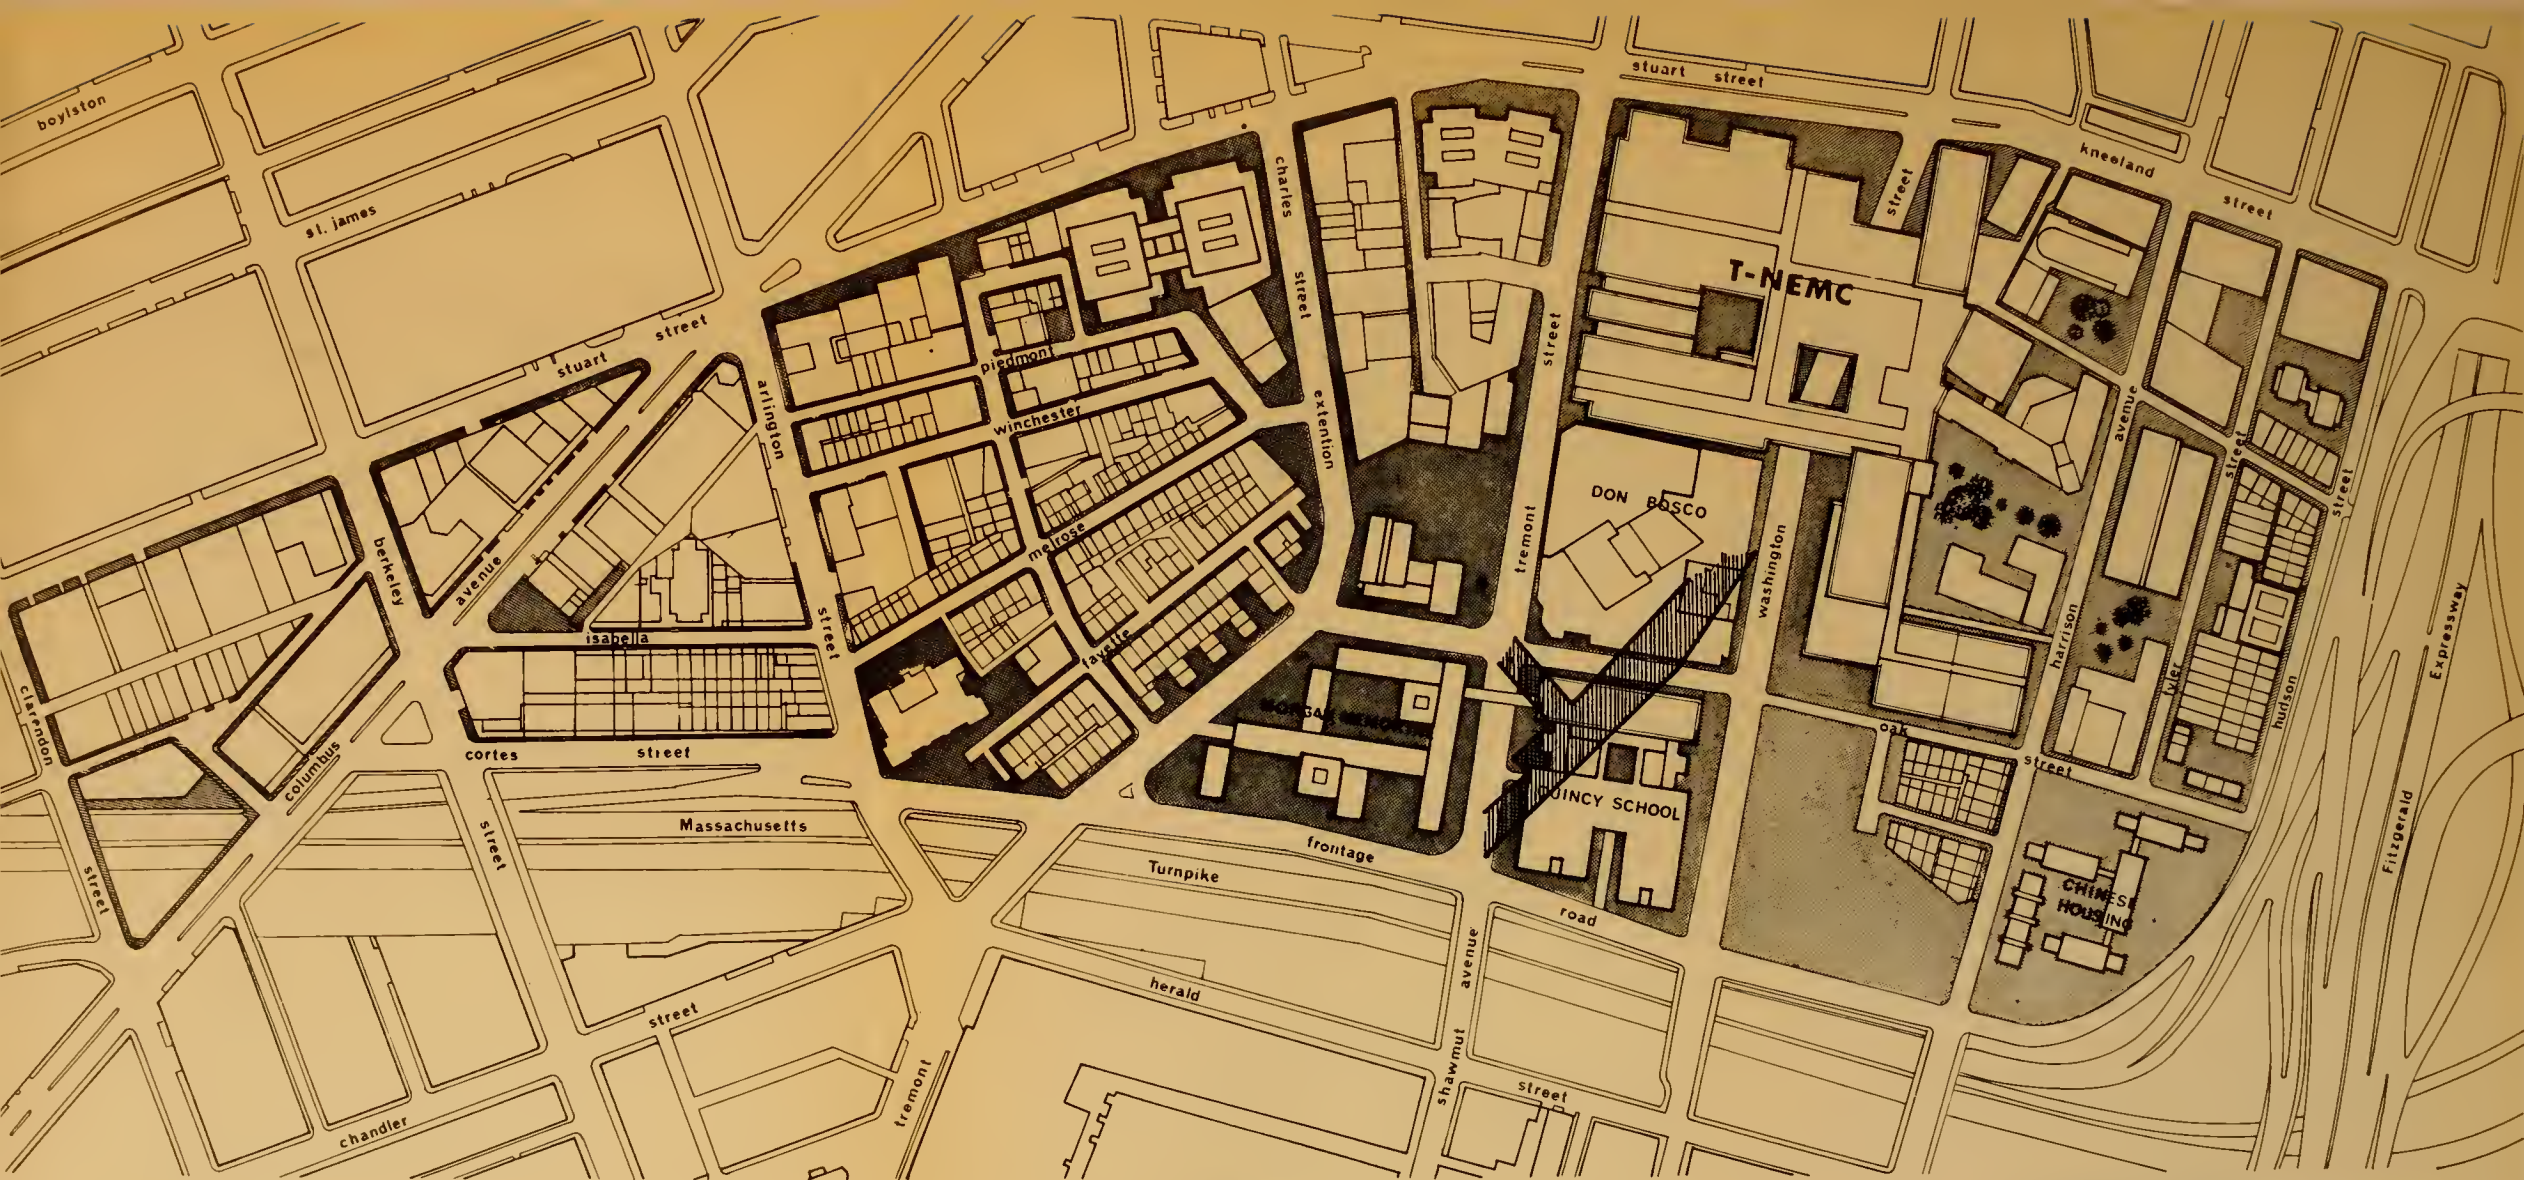 boylston
st. james
stuart street
kneeland
street
street
charles
street
extention
T-NEMC
stuart
street
piedmont
winchester
melrose
fayette
arlington
street
isabella
berkeley
avenue
columbus
clarendon
street
cortes street
street
Massachusetts
Turnpike
frontage
road
herald
street
street
chandler
tremont
shawmut
avenue
street
tremont
DON BOSCO
washington
MORGAN MEMORIAL
QUINCY SCHOOL
oak
street
harrison
avenue
tyler
street
hudson
street
CHINESE
HOUSING
Fitzgerald
Expressway